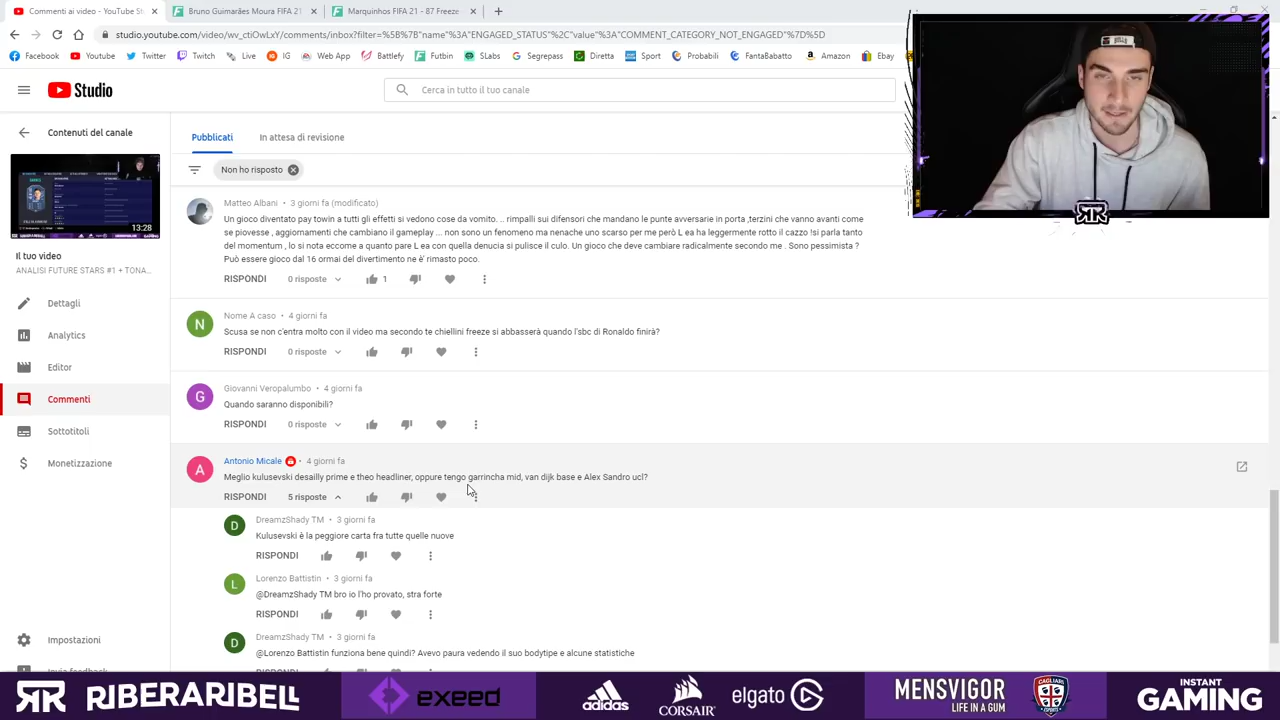 Commenti ai video - YouTube St
Bruno Guimarães Moura FIFA 21
Marquinhos FIFA 21 - 87 Freeze
studio.youtube.com/video/
/comments/inbox?filter=%5B%7B"name"%3A"ENGAGED_STATUS"%2C"value"%3A"COMMENT_CATEGORY_NOT_ENGAGED"%7D%5D
Facebook Youtube Twitter Twitch Live IG Web App Futbin SLabs Segrepass Diretta Sport Probabili FantaBabatto Amazon Ebay
Studio
Cerca in tutto il tuo canale
Contenuti del canale
Pubblicati In attesa di revisione
Non ho risposto
13:28
Il tuo video
ANALISI FUTURE STARS #1 + TONA...
Dettagli
Analytics
Editor
Commenti
Sottotitoli
Monetizzazione
Impostazioni
Invia feedback
Matteo Albani • 3 giorni fa (modificato)
Un gioco diventato pay town a tutti gli effetti , si vedono cose da vomito... rimpalli sui difensori che mandano le punte avversarie in porta..bidni che vanno avanti come
se piovesse , aggiornamenti che durano un paio d'ore ... non sono un fenomeno ma nenache uno scarso per me però L ea ha legermente rotto il cazzo !si parla tanto
del momentum , lo si nota eccome e quanto pare L ea con quella denucia si pulisce il culo. Un gioco che deve cambiare radicalmente secondo me . Sono pessimista ?
Può essere gioco dal 16 ormai del divertimento ne è' rimasto poco.
RISPONDI 0 risposte 1
Nome A caso • 4 giorni fa
Scusa se non c'entra molto con il video ma secondo te chiellini freeze si abbasserà quando l'sbc di Ronaldo finirà?
RISPONDI 0 risposte
Giovanni Veropalumbo • 4 giorni fa
Quando saranno disponibili?
RISPONDI 0 risposte
Antonio Micale • 4 giorni fa
Meglio kulusevski desailly prime e theo headliner, oppure tengo garrincha mid, van dijk base e Alex Sandro ucl?
RISPONDI 5 risposte
DreamzShady TM • 3 giorni fa
Kulusevski è la peggiore carta fra tutte quelle nuove
RISPONDI
Lorenzo Battistin • 3 giorni fa
@DreamzShady TM bro io l'ho provato, stra forte
RISPONDI
DreamzShady TM • 3 giorni fa
@Lorenzo Battistin funziona bene quindi? Avevo paura vedendo il suo bodytipe e alcune statistiche
RISPONDI
N
G
A
D
L
D
RIBERARIBELL
exeed
adidas
CORSAIR
elgato
MENSVIGOR
LIFE IN A GUM
CAGLIARI
INSTANT
GAMING